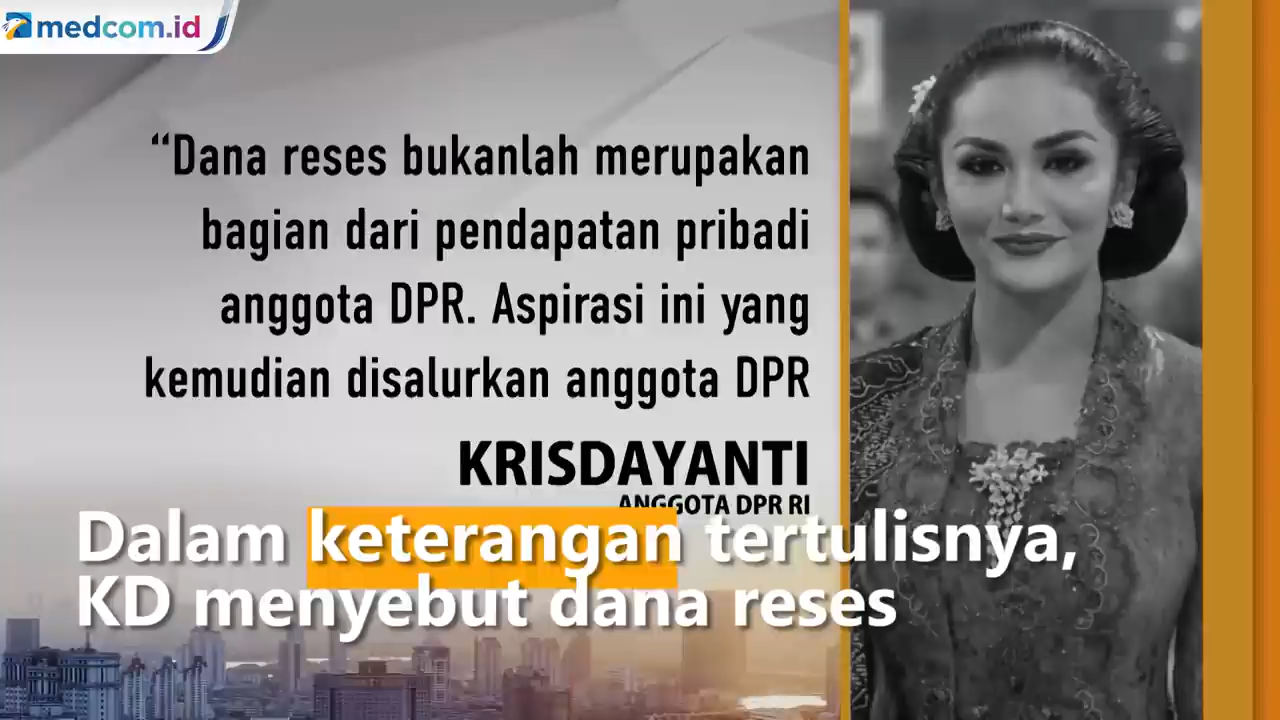 medcom.id
“Dana reses bukanlah merupakan
bagian dari pendapatan pribadi
anggota DPR. Aspirasi ini yang
kemudian disalurkan anggota DPR
KRISDAYANTI
ANGGOTA DPR RI
Dalam keterangan tertulisnya,
KD menyebut dana reses